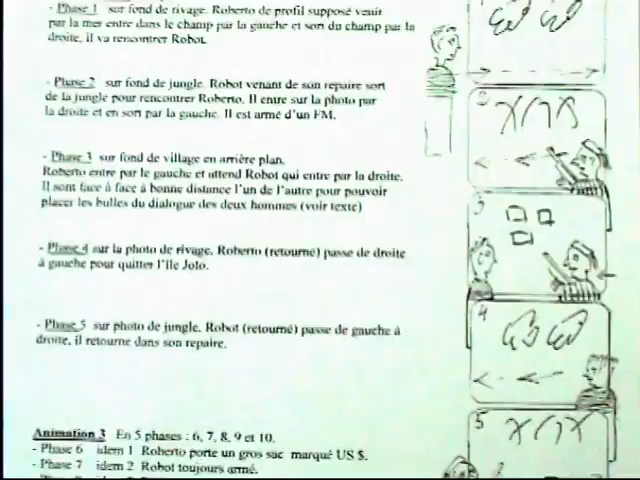 - Phase 1 sur fond de rivage. Roberto de profil supposé venir
par la mer entre dans le champ par la gauche et sort du champ par la
droite, il va rencontrer Robot.
- Phase 2 sur fond de jungle. Robot venant de son repaire sort
de la jungle pour rencontrer Roberto. Il entre sur la photo par
la droite et en sort par la gauche. Il est armé d'un FM.
- Phase 3 sur fond de village en arrière plan.
Roberto entre par le gauche et attend Robot qui entre par la droite.
Il sont face à face à bonne distance l'un de l'autre pour pouvoir
placer les bulles du dialogue des deux hommes (voir texte)
- Phase 4 sur la photo de rivage. Roberto (retourné) passe de droite
à gauche pour quitter l'île Joto.
- Phase 5 sur photo de jungle. Robot (retourné) passe de gauche à
droite, il retourne dans son repaire.
Animation 3 En 5 phases : 6, 7, 8, 9 et 10.
- Phase 6 idem 1 Roberto porte un gros sac marqué US $.
- Phase 7 idem 2 Robot toujours armé.
2
3
4
5